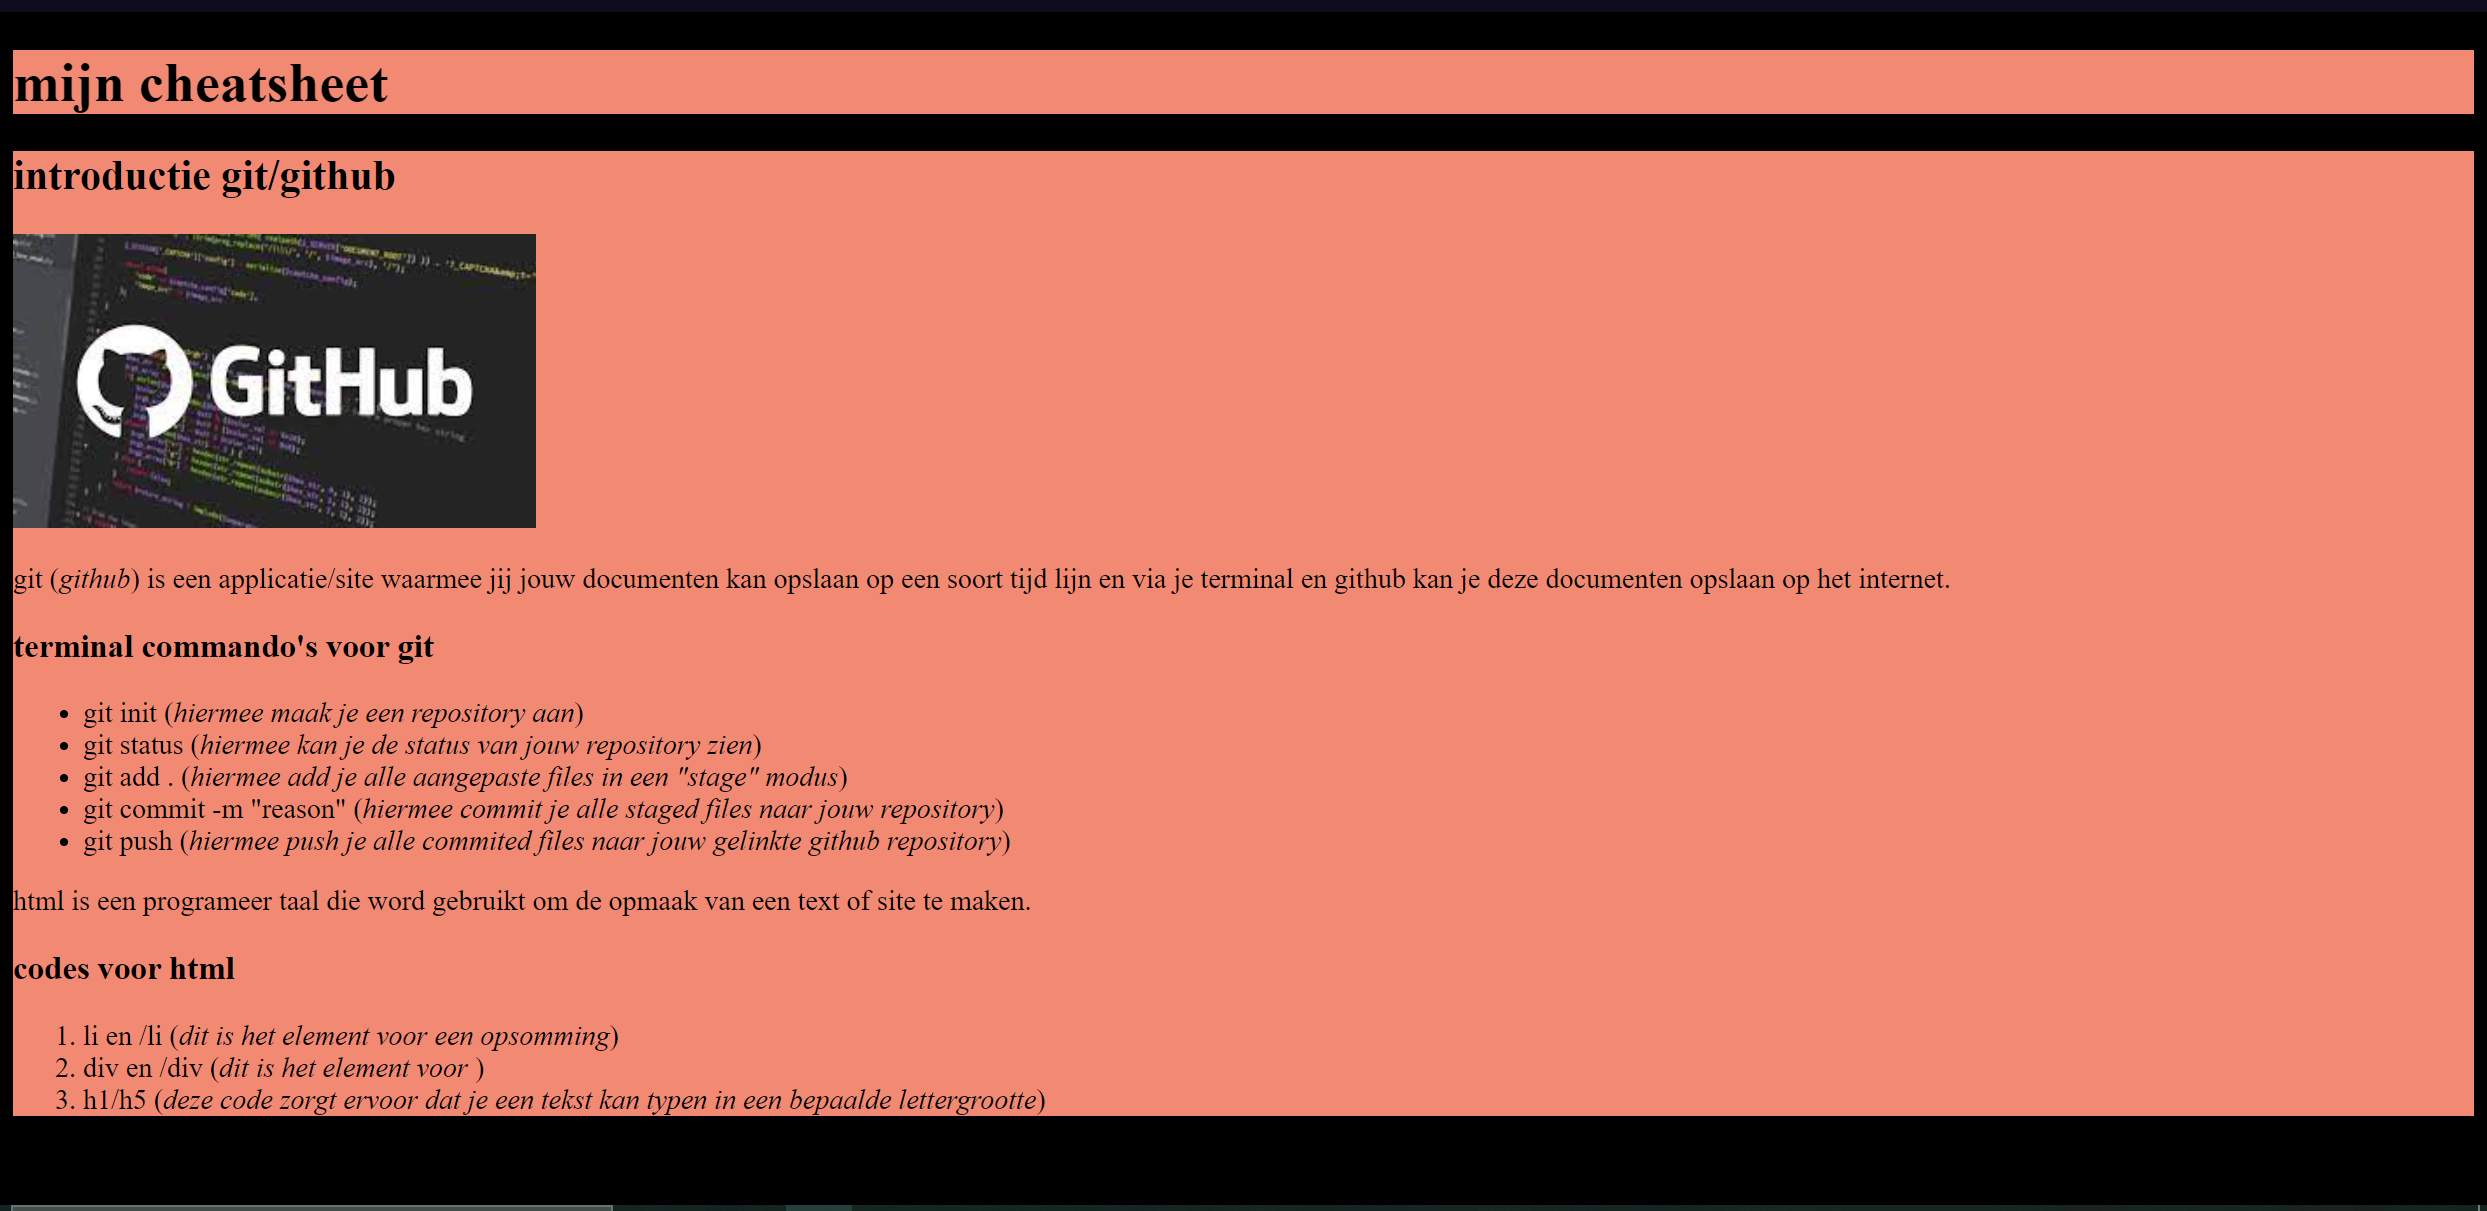 mijn cheatsheet
introductie git/github
GitHub
git (github) is een applicatie/site waarmee jij jouw documenten kan opslaan op een soort tijd lijn en via je terminal en github kan je deze documenten opslaan op het internet.
terminal commando's voor git
• git init (hiermee maak je een repository aan)
• git status (hiermee kan je de status van jouw repository zien)
• git add . (hiermee add je alle aangepaste files in een "stage" modus)
• git commit -m "reason" (hiermee commit je alle staged files naar jouw repository)
• git push (hiermee push je alle commited files naar jouw gelinkte github repository)
html is een programeer taal die word gebruikt om de opmaak van een text of site te maken.
codes voor html
1. li en /li (dit is het element voor een opsomming)
2. div en /div (dit is het element voor )
3. h1/h5 (deze code zorgt ervoor dat je een tekst kan typen in een bepaalde lettergrootte)